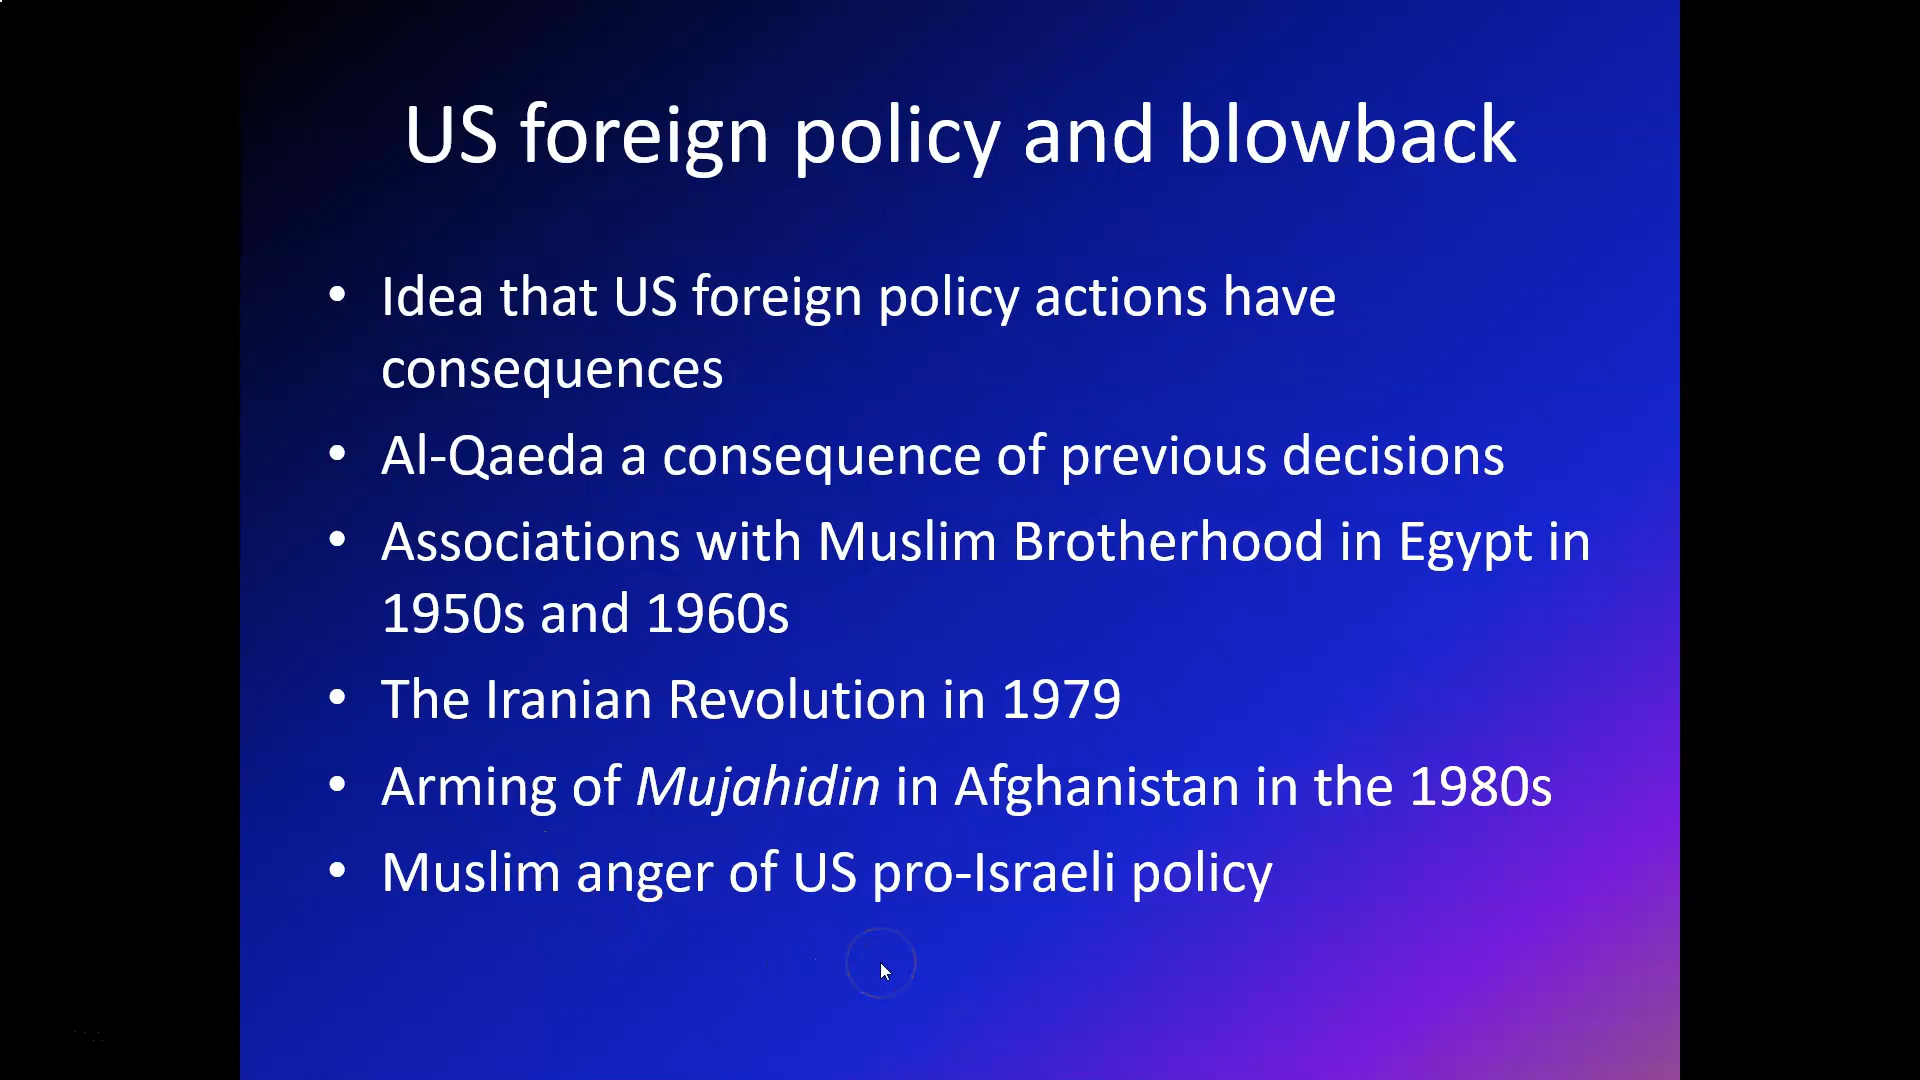 US foreign policy and blowback
• Idea that US foreign policy actions have
consequences
• Al-Qaeda a consequence of previous decisions
• Associations with Muslim Brotherhood in Egypt in
1950s and 1960s
• The Iranian Revolution in 1979
• Arming of Mujahidin in Afghanistan in the 1980s
• Muslim anger of US pro-Israeli policy